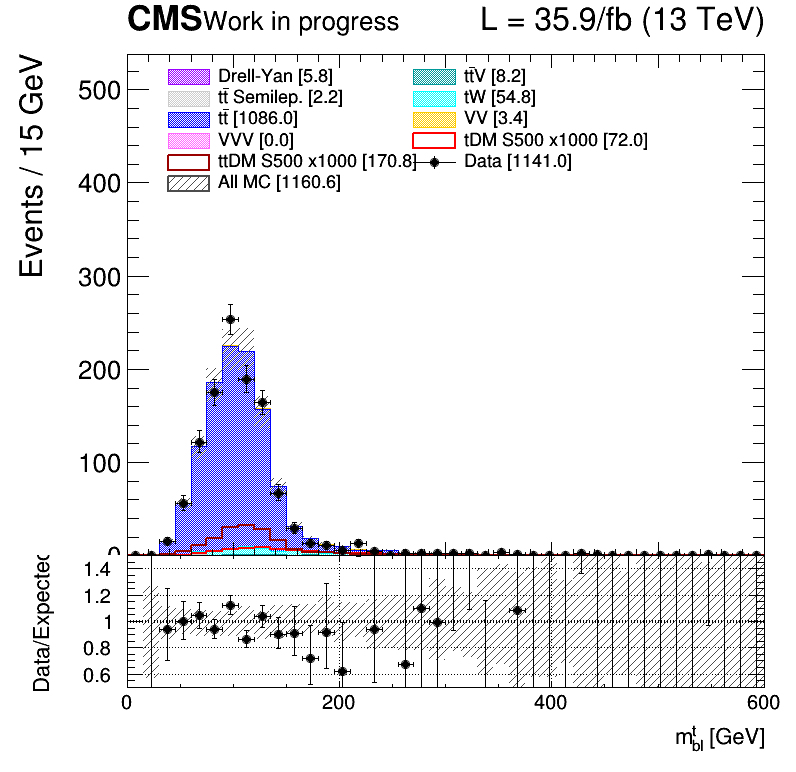 CMS Work in progress L = 35.9/fb (13 TeV)
Events / 15 GeV
500
400
300
200
100
0
Drell-Yan [5.8]
tt̄ Semilep. [2.2]
tt̄ [1086.0]
VVV [0.0]
ttDM S500 x1000 [170.8]
All MC [1160.6]
tt̄V [8.2]
tW [54.8]
VV [3.4]
tDM S500 x1000 [72.0]
Data [1141.0]
Data/Expected
1.4
1.2
1
0.8
0.6
0 200 400 600
m^t_bl [GeV]